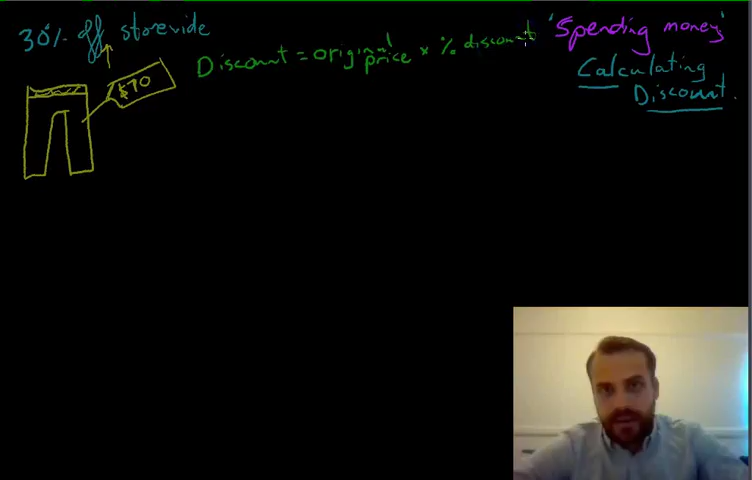 30% off storewide
$70
Discount = original price × % discount
'Spending money'
Calculating
Discount.